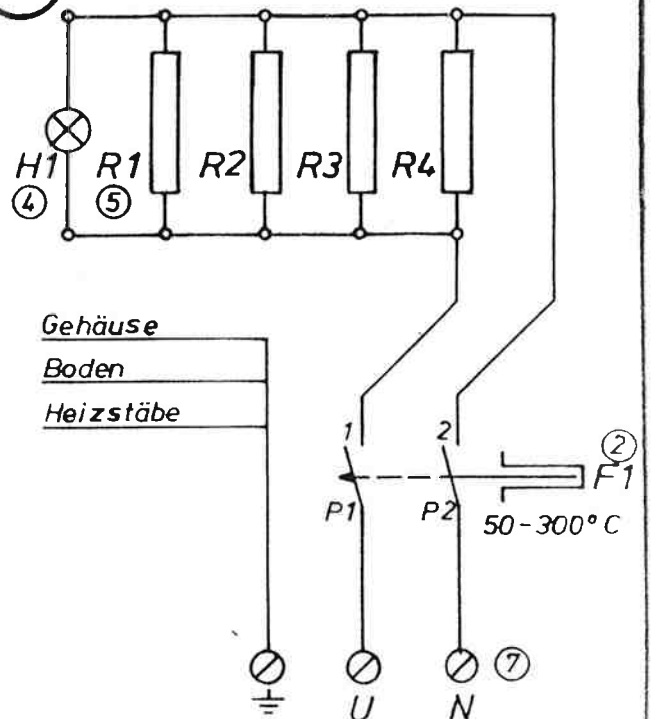 H1 R1 R2 R3 R4
4 5
Gehäuse
Boden
Heizstäbe
1 2 2
F1
P1 P2
50-300°C
7
U N